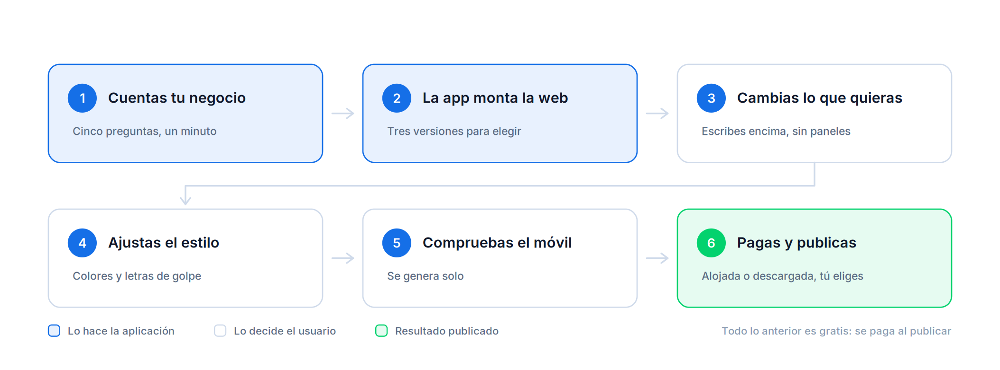 1 Cuentas tu negocio
Cinco preguntas, un minuto
2 La app monta la web
Tres versiones para elegir
3 Cambias lo que quieras
Escribes encima, sin paneles
4 Ajustas el estilo
Colores y letras de golpe
5 Compruebas el móvil
Se genera solo
6 Pagas y publicas
Alojada o descargada, tú eliges
Lo hace la aplicación
Lo decide el usuario
Resultado publicado
Todo lo anterior es gratis: se paga al publicar